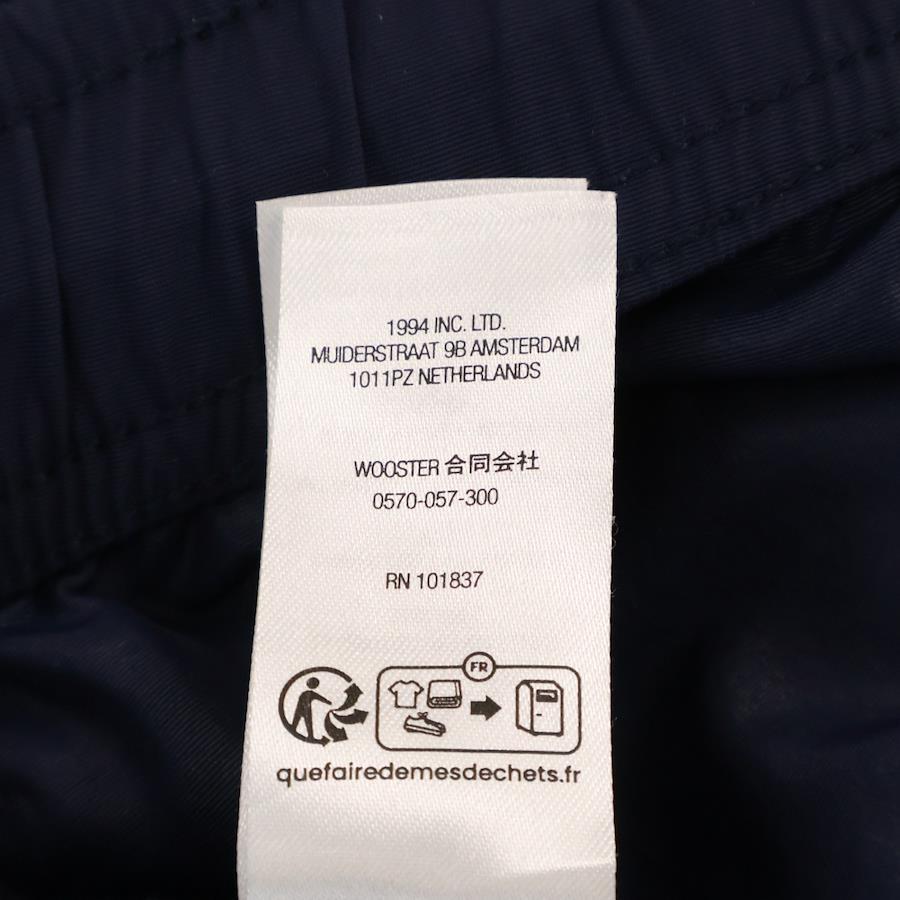 1994 INC. LTD.
MUIDERSTRAAT 9B AMSTERDAM
1011PZ NETHERLANDS
WOOSTER 合同会社
0570-057-300
RN 101837
FR
quefairedemesdechets.fr